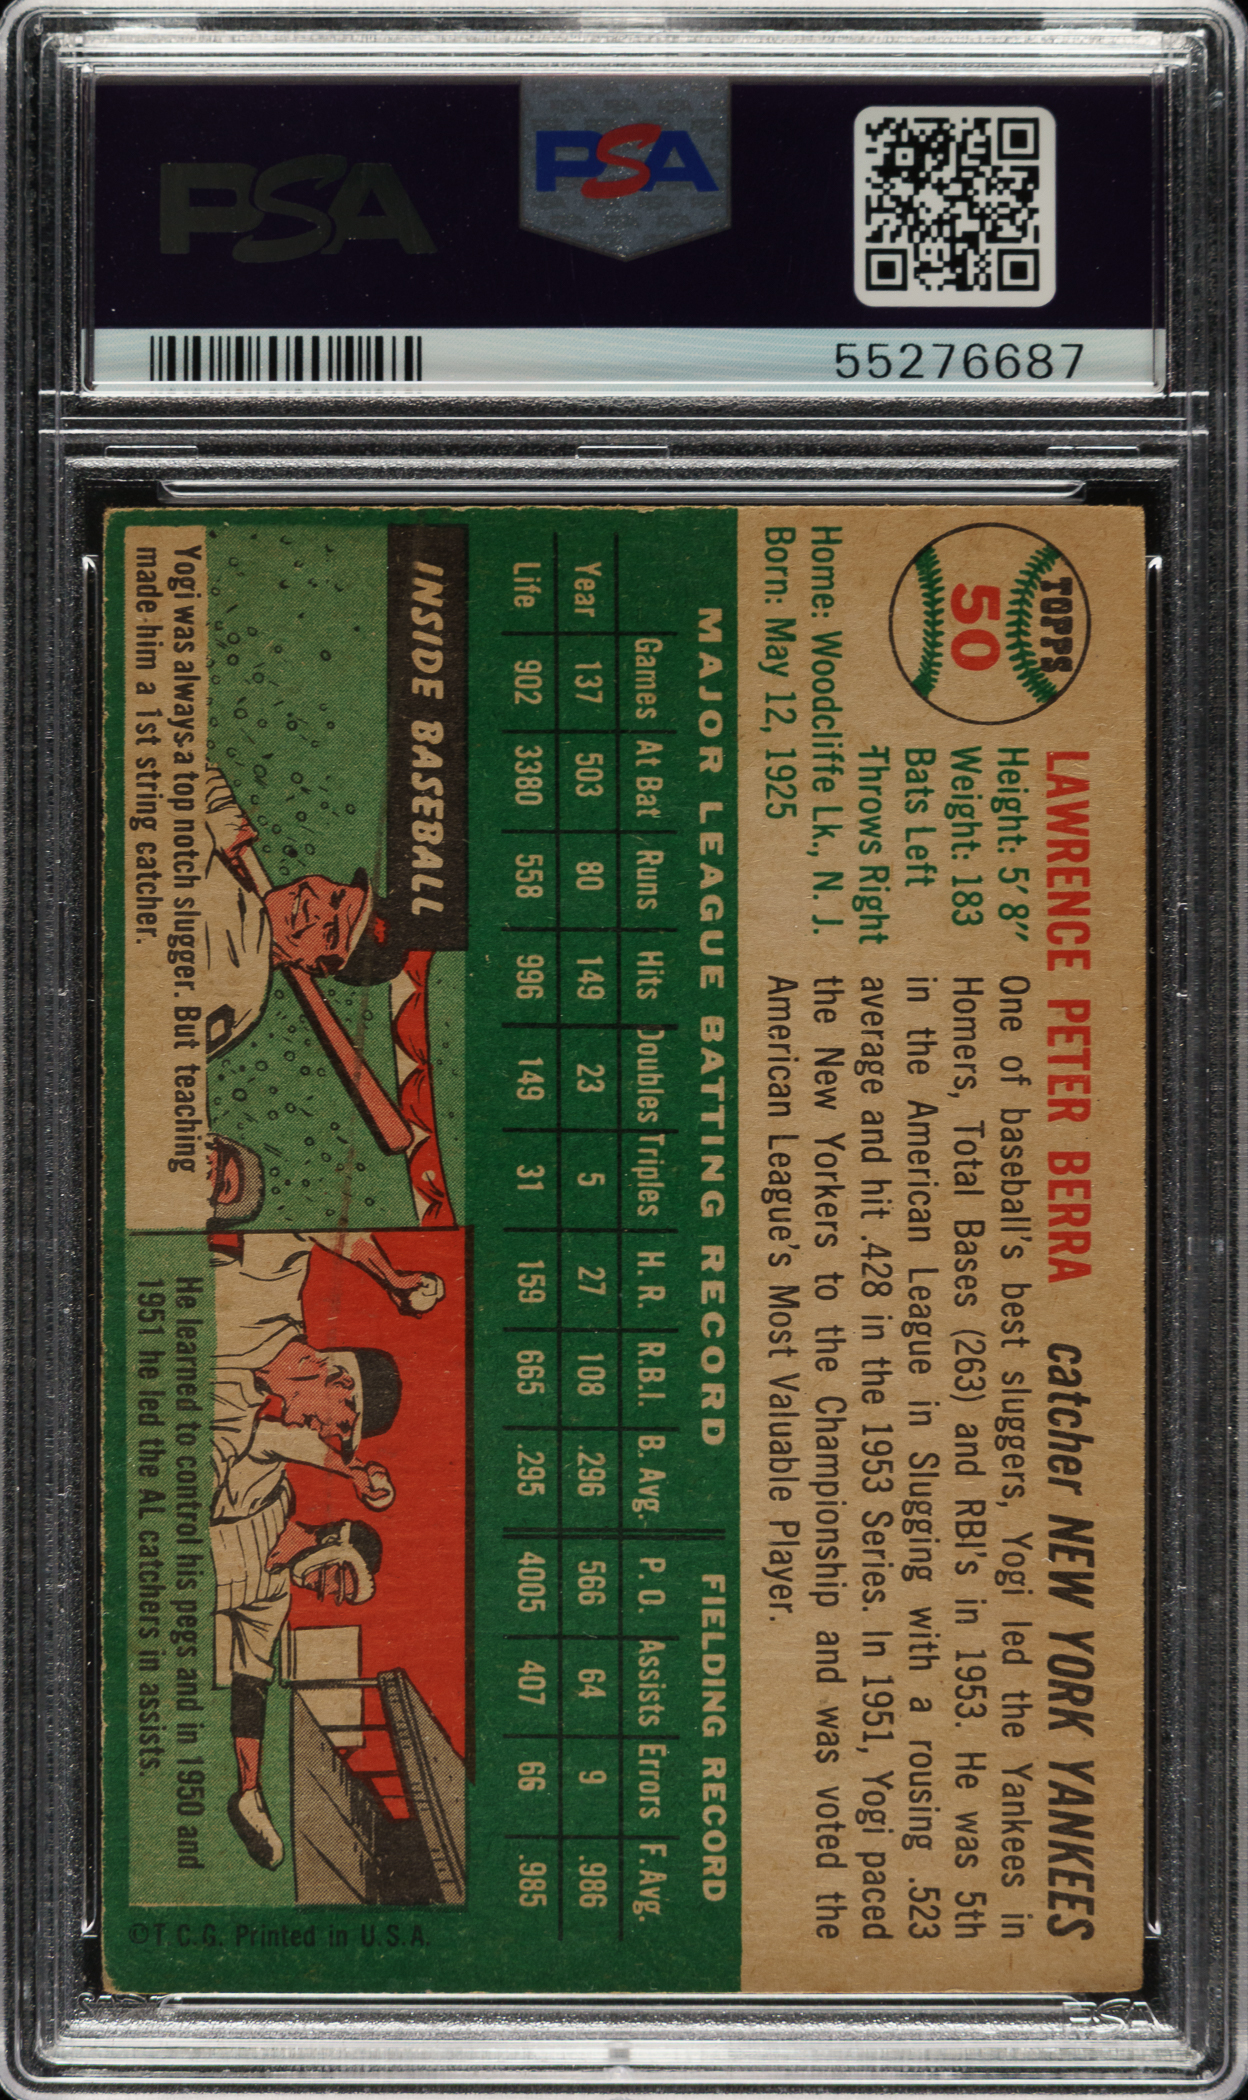 PSA
PSA
55276687
TOPPS
50
LAWRENCE PETER BERRA catcher NEW YORK YANKEES
Height: 5' 8"
Weight: 183
Bats Left
Throws Right
Home: Woodcliffe Lk., N. J.
Born: May 12, 1925
One of baseball's best sluggers, Yogi led the Yankees in
Homers, Total Bases (263) and RBI's in 1953. He was 5th
in the American League in Slugging with a rousing .523
average and hit .428 in the 1953 Series. In 1951, Yogi paced
the New Yorkers to the Championship and was voted the
American League's Most Valuable Player.
MAJOR LEAGUE BATTING RECORD FIELDING RECORD
Games At Bat Runs Hits Doubles Triples H. R. R.B.I. B. Avg. P. O. Assists Errors F. Avg.
Year 137 503 80 149 23 5 27 108 .296 566 64 9 .986
Life 902 3380 558 996 149 31 159 665 .295 4005 407 66 .985
INSIDE BASEBALL
Yogi was always a top notch slugger. But teaching
made him a 1st string catcher.
He learned to control his pegs and in 1950 and
1951 he led the AL catchers in assists.
©T.C.G. Printed in U.S.A.
PSA